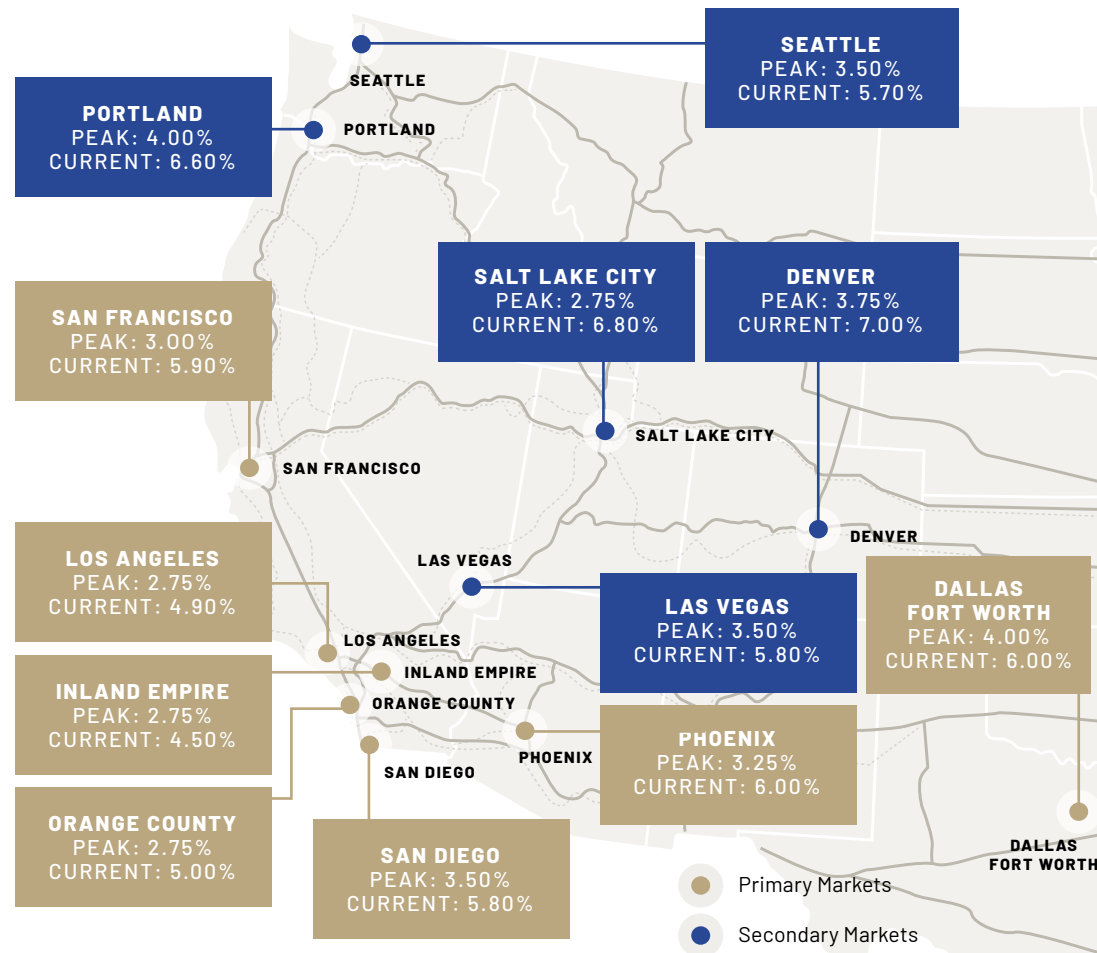 SEATTLE
PEAK: 3.50%
CURRENT: 5.70%
SEATTLE
PORTLAND
PEAK: 4.00%
CURRENT: 6.60%
PORTLAND
SALT LAKE CITY
PEAK: 2.75%
CURRENT: 6.80%
DENVER
PEAK: 3.75%
CURRENT: 7.00%
SAN FRANCISCO
PEAK: 3.00%
CURRENT: 5.90%
SALT LAKE CITY
SAN FRANCISCO
DENVER
LOS ANGELES
PEAK: 2.75%
CURRENT: 4.90%
LAS VEGAS
LAS VEGAS
PEAK: 3.50%
CURRENT: 5.80%
DALLAS
FORT WORTH
PEAK: 4.00%
CURRENT: 6.00%
LOS ANGELES
INLAND EMPIRE
INLAND EMPIRE
PEAK: 2.75%
CURRENT: 4.50%
ORANGE COUNTY
PHOENIX
PEAK: 3.25%
CURRENT: 6.00%
PHOENIX
SAN DIEGO
ORANGE COUNTY
PEAK: 2.75%
CURRENT: 5.00%
SAN DIEGO
PEAK: 3.50%
CURRENT: 5.80%
DALLAS
FORT WORTH
Primary Markets
Secondary Markets